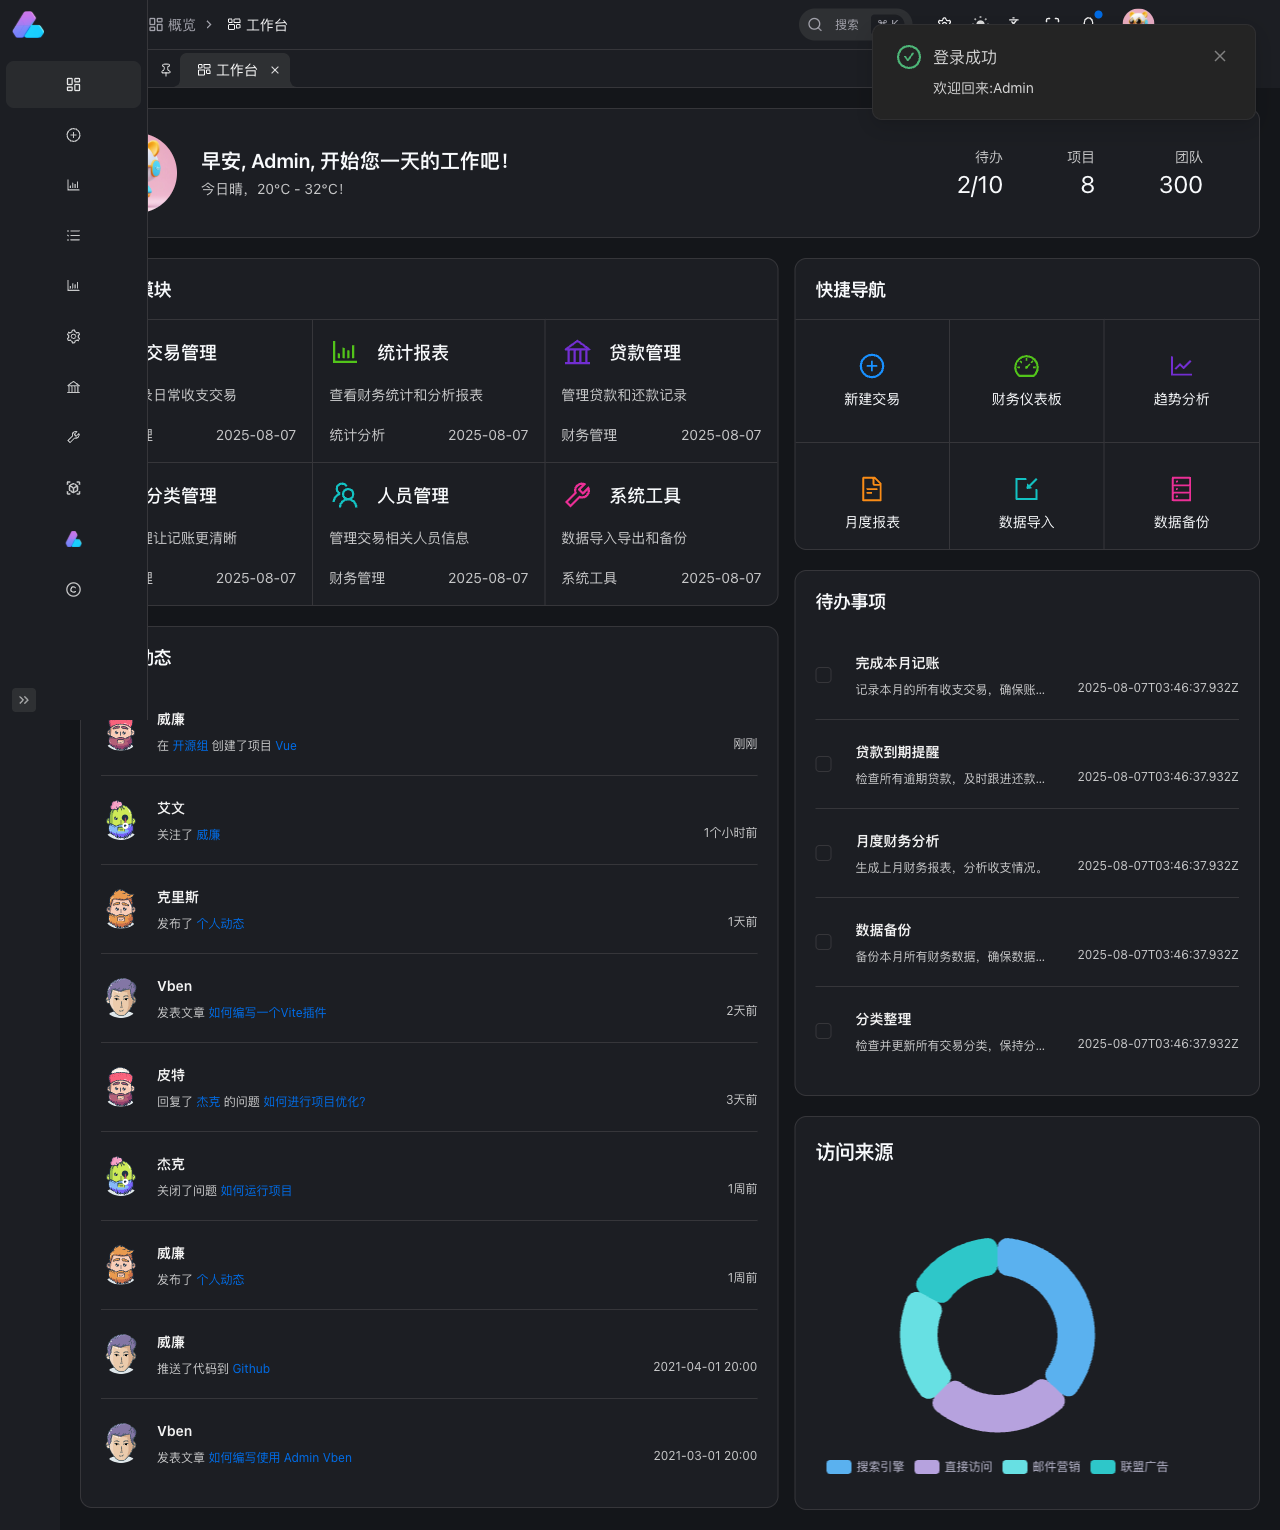 概览
工作台
搜索
⌘ K
工作台
登录成功
欢迎回来:Admin
早安, Admin, 开始您一天的工作吧!
今日晴，20°C - 32°C!
待办
2/10
项目
8
团队
300
模块
交易管理
日常收支交易
理
2025-08-07
统计报表
查看财务统计和分析报表
统计分析
2025-08-07
贷款管理
管理贷款和还款记录
财务管理
2025-08-07
分类管理
理让记账更清晰
理
2025-08-07
人员管理
管理交易相关人员信息
财务管理
2025-08-07
系统工具
数据导入导出和备份
系统工具
2025-08-07
快捷导航
新建交易
财务仪表板
趋势分析
月度报表
数据导入
数据备份
动态
威廉
在 开源组 创建了项目 Vue
刚刚
艾文
关注了 威廉
1个小时前
克里斯
发布了 个人动态
1天前
Vben
发表文章 如何编写一个Vite插件
2天前
皮特
回复了 杰克 的问题 如何进行项目优化?
3天前
杰克
关闭了问题 如何运行项目
1周前
威廉
发布了 个人动态
1周前
威廉
推送了代码到 Github
2021-04-01 20:00
Vben
发表文章 如何编写使用 Admin Vben
2021-03-01 20:00
待办事项
完成本月记账
记录本月的所有收支交易，确保账...
2025-08-07T03:46:37.932Z
贷款到期提醒
检查所有逾期贷款，及时跟进还款...
2025-08-07T03:46:37.932Z
月度财务分析
生成上月财务报表，分析收支情况。
2025-08-07T03:46:37.932Z
数据备份
备份本月所有财务数据，确保数据...
2025-08-07T03:46:37.932Z
分类整理
检查并更新所有交易分类，保持分...
2025-08-07T03:46:37.932Z
访问来源
搜索引擎
直接访问
邮件营销
联盟广告